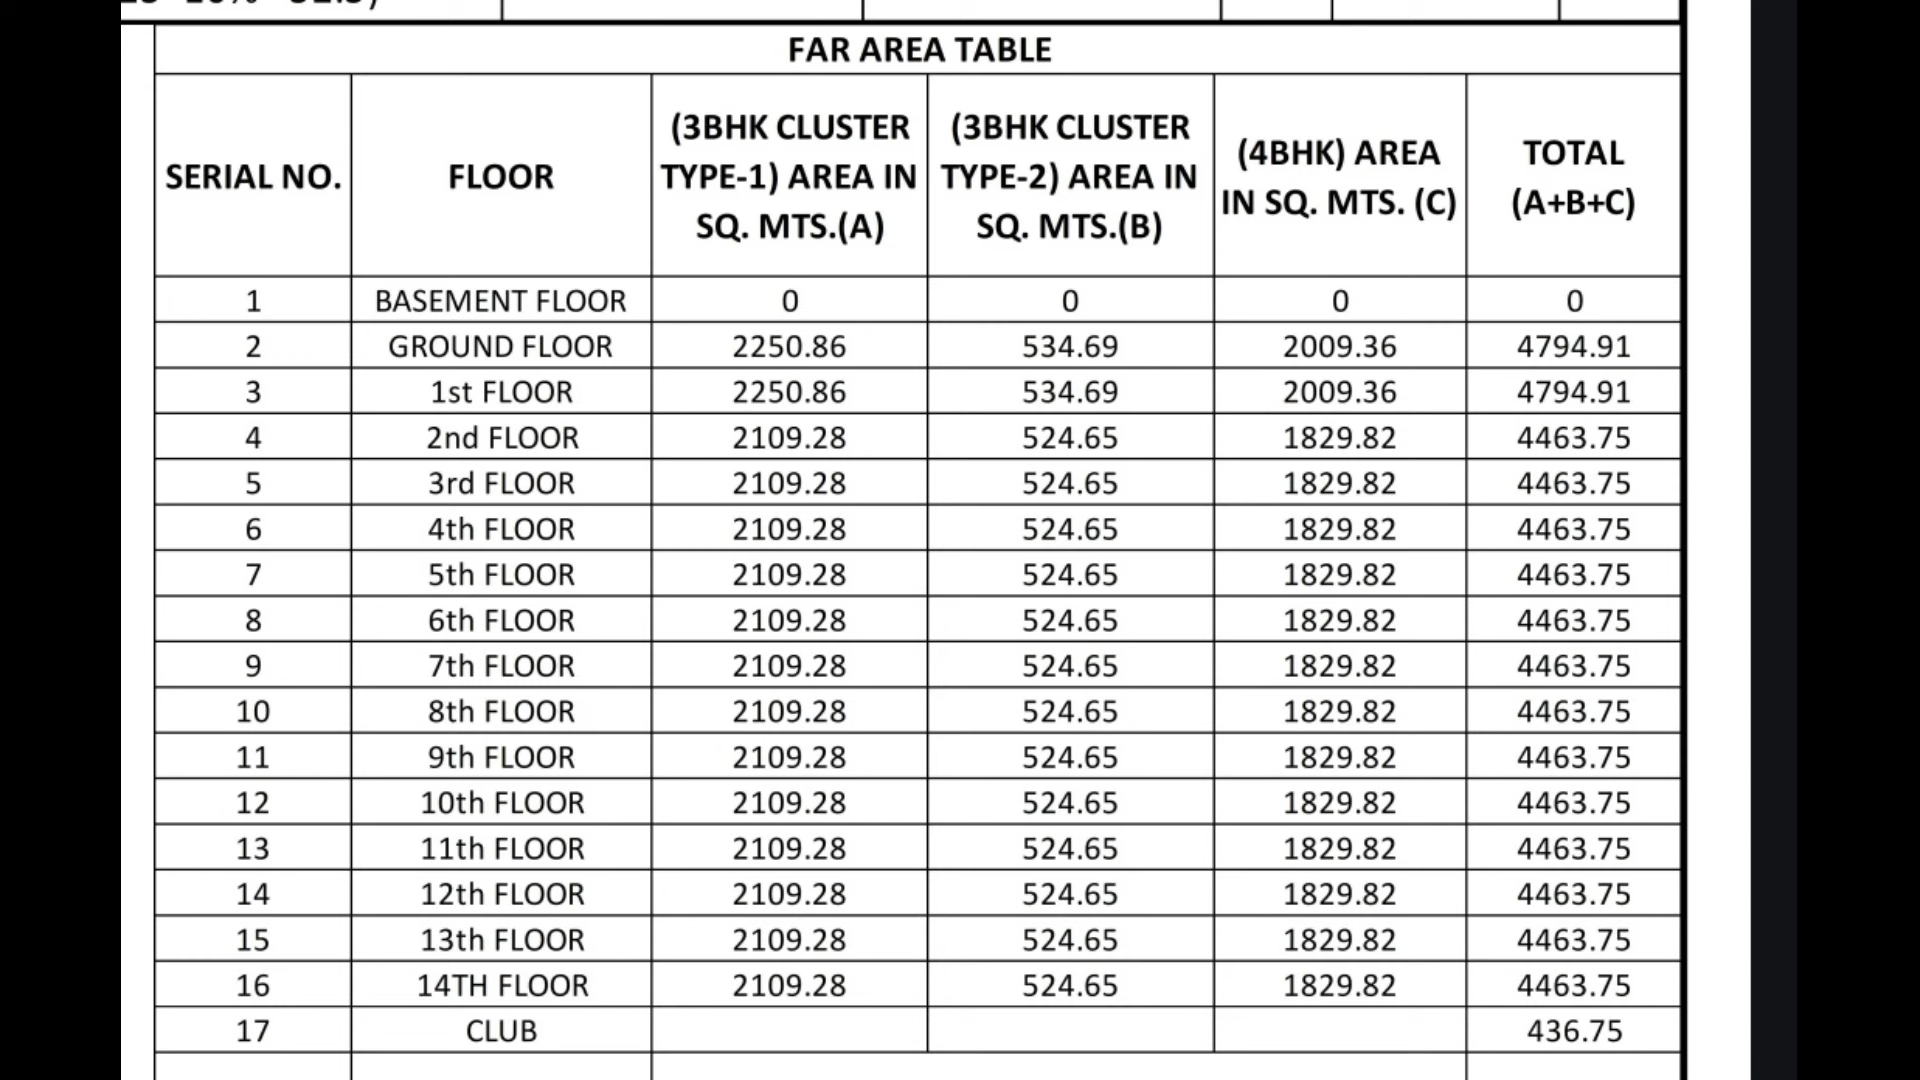 FAR AREA TABLE
SERIAL NO. FLOOR (3BHK CLUSTER TYPE-1) AREA IN SQ. MTS.(A) (3BHK CLUSTER TYPE-2) AREA IN SQ. MTS.(B) (4BHK) AREA IN SQ. MTS. (C) TOTAL (A+B+C)
1 BASEMENT FLOOR 0 0 0 0
2 GROUND FLOOR 2250.86 534.69 2009.36 4794.91
3 1st FLOOR 2250.86 534.69 2009.36 4794.91
4 2nd FLOOR 2109.28 524.65 1829.82 4463.75
5 3rd FLOOR 2109.28 524.65 1829.82 4463.75
6 4th FLOOR 2109.28 524.65 1829.82 4463.75
7 5th FLOOR 2109.28 524.65 1829.82 4463.75
8 6th FLOOR 2109.28 524.65 1829.82 4463.75
9 7th FLOOR 2109.28 524.65 1829.82 4463.75
10 8th FLOOR 2109.28 524.65 1829.82 4463.75
11 9th FLOOR 2109.28 524.65 1829.82 4463.75
12 10th FLOOR 2109.28 524.65 1829.82 4463.75
13 11th FLOOR 2109.28 524.65 1829.82 4463.75
14 12th FLOOR 2109.28 524.65 1829.82 4463.75
15 13th FLOOR 2109.28 524.65 1829.82 4463.75
16 14TH FLOOR 2109.28 524.65 1829.82 4463.75
17 CLUB 436.75